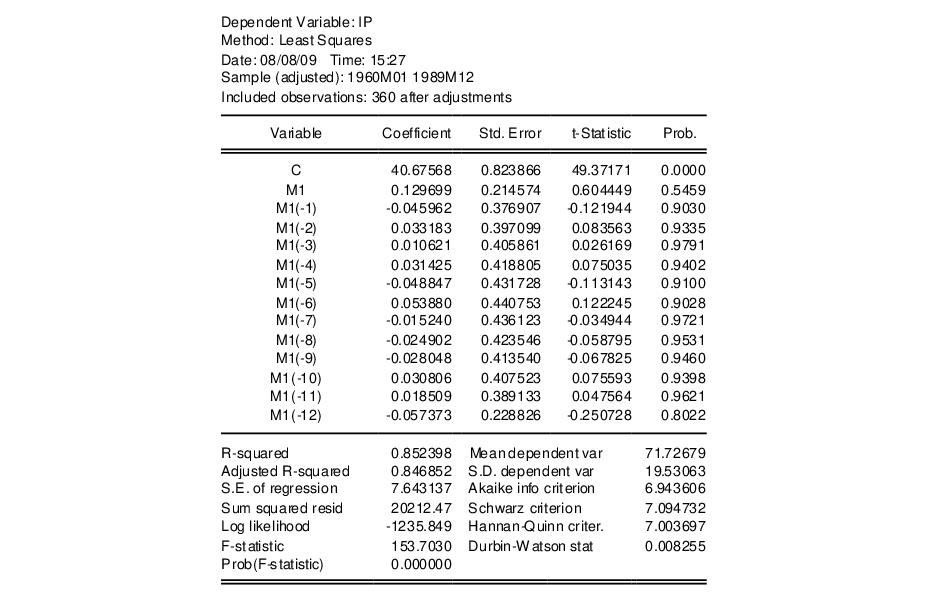 Dependent Variable: IP
Method: Least Squares
Date: 08/08/09 Time: 15:27
Sample (adjusted): 1960M01 1989M12
Included observations: 360 after adjustments
Variable Coefficient Std. Error t-Statistic Prob.
C 40.67568 0.823866 49.37171 0.0000
M1 0.129699 0.214574 0.604449 0.5459
M1(-1) -0.045962 0.376907 -0.121944 0.9030
M1(-2) 0.033183 0.397099 0.083563 0.9335
M1(-3) 0.010621 0.405861 0.026169 0.9791
M1(-4) 0.031425 0.418805 0.075035 0.9402
M1(-5) -0.048847 0.431728 -0.113143 0.9100
M1(-6) 0.053880 0.440753 0.122245 0.9028
M1(-7) -0.015240 0.436123 -0.034944 0.9721
M1(-8) -0.024902 0.423546 -0.058795 0.9531
M1(-9) -0.028048 0.413540 -0.067825 0.9460
M1(-10) 0.030806 0.407523 0.075593 0.9398
M1(-11) 0.018509 0.389133 0.047564 0.9621
M1(-12) -0.057373 0.228826 -0.250728 0.8022
R-squared 0.852398 Mean dependent var 71.72679
Adjusted R-squared 0.846852 S.D. dependent var 19.53063
S.E. of regression 7.643137 Akaike info criterion 6.943606
Sum squared resid 20212.47 Schwarz criterion 7.094732
Log likelihood -1235.849 Hannan-Quinn criter. 7.003697
F-statistic 153.7030 Durbin-Watson stat 0.008255
Prob(F-statistic) 0.000000